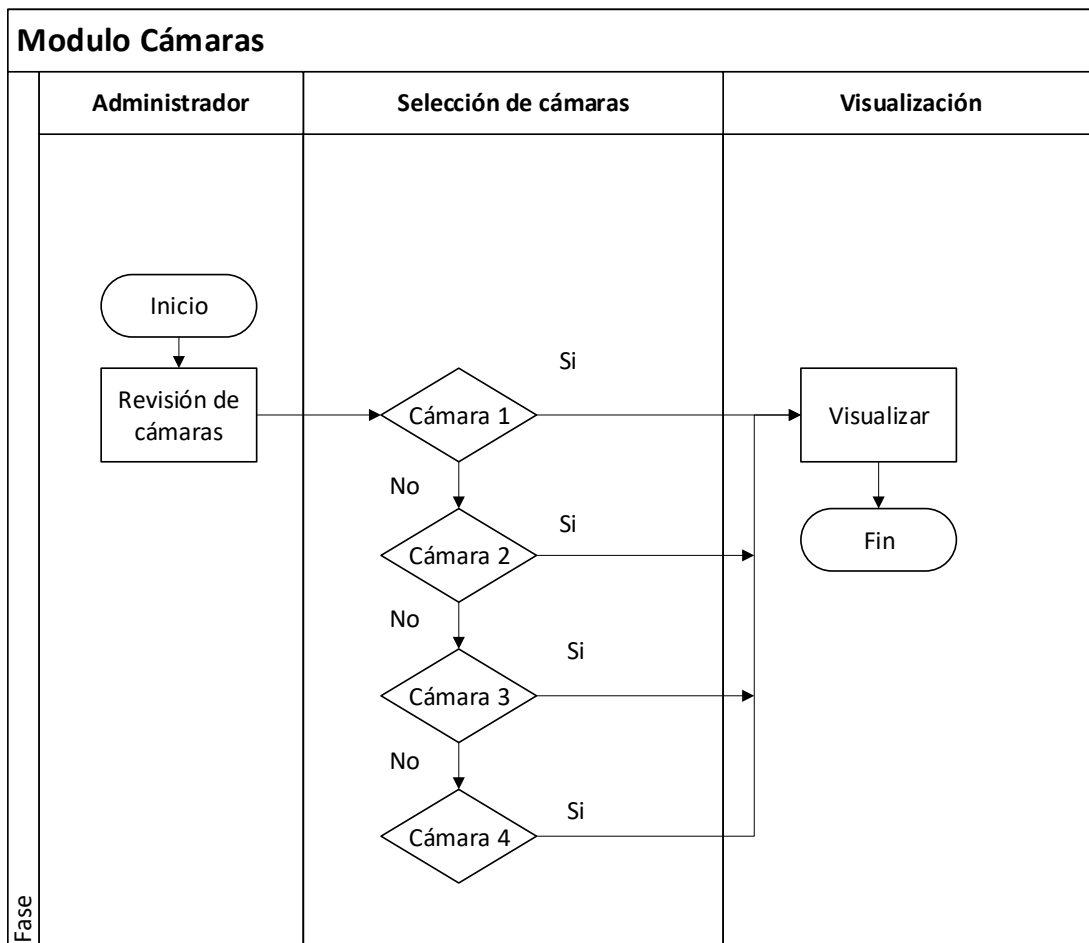 Modulo Cámaras
Administrador
Selección de cámaras
Visualización
Inicio
Si
Revisión de
cámaras
Cámara 1
Visualizar
No
Si
Cámara 2
Fin
No
Si
Cámara 3
No
Si
Cámara 4
Fase